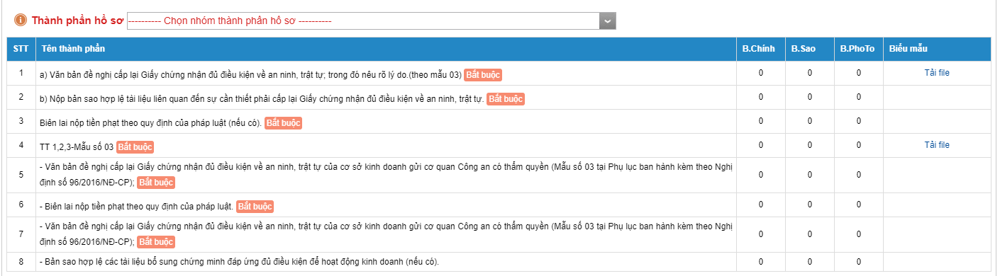 Thành phần hồ sơ ---------- Chọn nhóm thành phần hồ sơ ----------
STT Tên thành phần B.Chính B.Sao B.PhoTo Biểu mẫu
1 a) Văn bản đề nghị cấp lại Giấy chứng nhận đủ điều kiện về an ninh, trật tự; trong đó nêu rõ lý do.(theo mẫu 03) Bắt buộc 0 0 0 Tải file
2 b) Nộp bản sao hợp lệ tài liệu liên quan đến sự cần thiết phải cấp lại Giấy chứng nhận đủ điều kiện về an ninh, trật tự. Bắt buộc 0 0 0
3 Biên lai nộp tiền phạt theo quy định của pháp luật (nếu có). Bắt buộc 0 0 0
4 TT 1,2,3-Mẫu số 03 Bắt buộc 0 0 0 Tải file
5 - Văn bản đề nghị cấp lại Giấy chứng nhận đủ điều kiện về an ninh, trật tự của cơ sở kinh doanh gửi cơ quan Công an có thẩm quyền (Mẫu số 03 tại Phụ lục ban hành kèm theo Nghị 0 0 0
định số 96/2016/NĐ-CP); Bắt buộc
6 - Biên lai nộp tiền phạt theo quy định của pháp luật. Bắt buộc 0 0 0
7 - Văn bản đề nghị cấp lại Giấy chứng nhận đủ điều kiện về an ninh, trật tự của cơ sở kinh doanh gửi cơ quan Công an có thẩm quyền (Mẫu số 03 tại Phụ lục ban hành kèm theo Nghị 0 0 0
định số 96/2016/NĐ-CP); Bắt buộc
8 - Bản sao hợp lệ các tài liệu bổ sung chứng minh đáp ứng đủ điều kiện để hoạt động kinh doanh (nếu có). 0 0 0